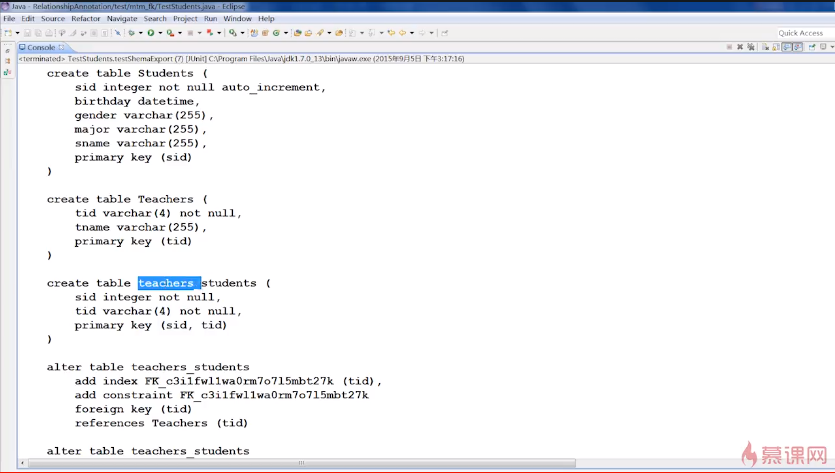 Java - RelationshipAnnotation/test/mtm_fk/TestStudents.java - Eclipse
File Edit Source Refactor Navigate Search Project Run Window Help
Quick Access
Console
<terminated> TestStudents.testShemaExport (7) [JUnit] C:\Program Files\Java\jdk1.7.0_13\bin\javaw.exe (2015年9月5日 下午3:17:16)
create table Students (
sid integer not null auto_increment,
birthday datetime,
gender varchar(255),
major varchar(255),
sname varchar(255),
primary key (sid)
)
create table Teachers (
tid varchar(4) not null,
tname varchar(255),
primary key (tid)
)
create table teachers_students (
sid integer not null,
tid varchar(4) not null,
primary key (sid, tid)
)
alter table teachers_students
add index FK_c3i1fwl1wa0rm7o7l5mbt27k (tid),
add constraint FK_c3i1fwl1wa0rm7o7l5mbt27k
foreign key (tid)
references Teachers (tid)
alter table teachers_students
慕课网